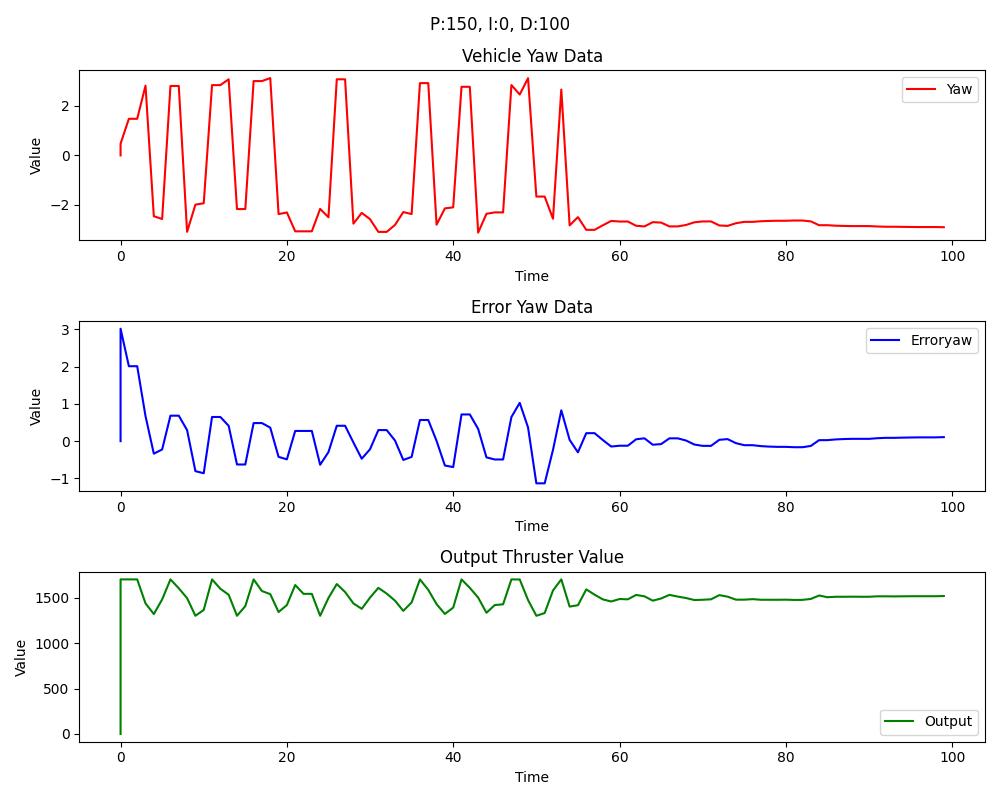 P:150, I:0, D:100
Vehicle Yaw Data
Yaw
2
0
−2
Value
0 20 40 60 80 100
Time
Error Yaw Data
Erroryaw
3
2
1
0
−1
Value
0 20 40 60 80 100
Time
Output Thruster Value
1500
1000
500
0
Value
Output
0 20 40 60 80 100
Time